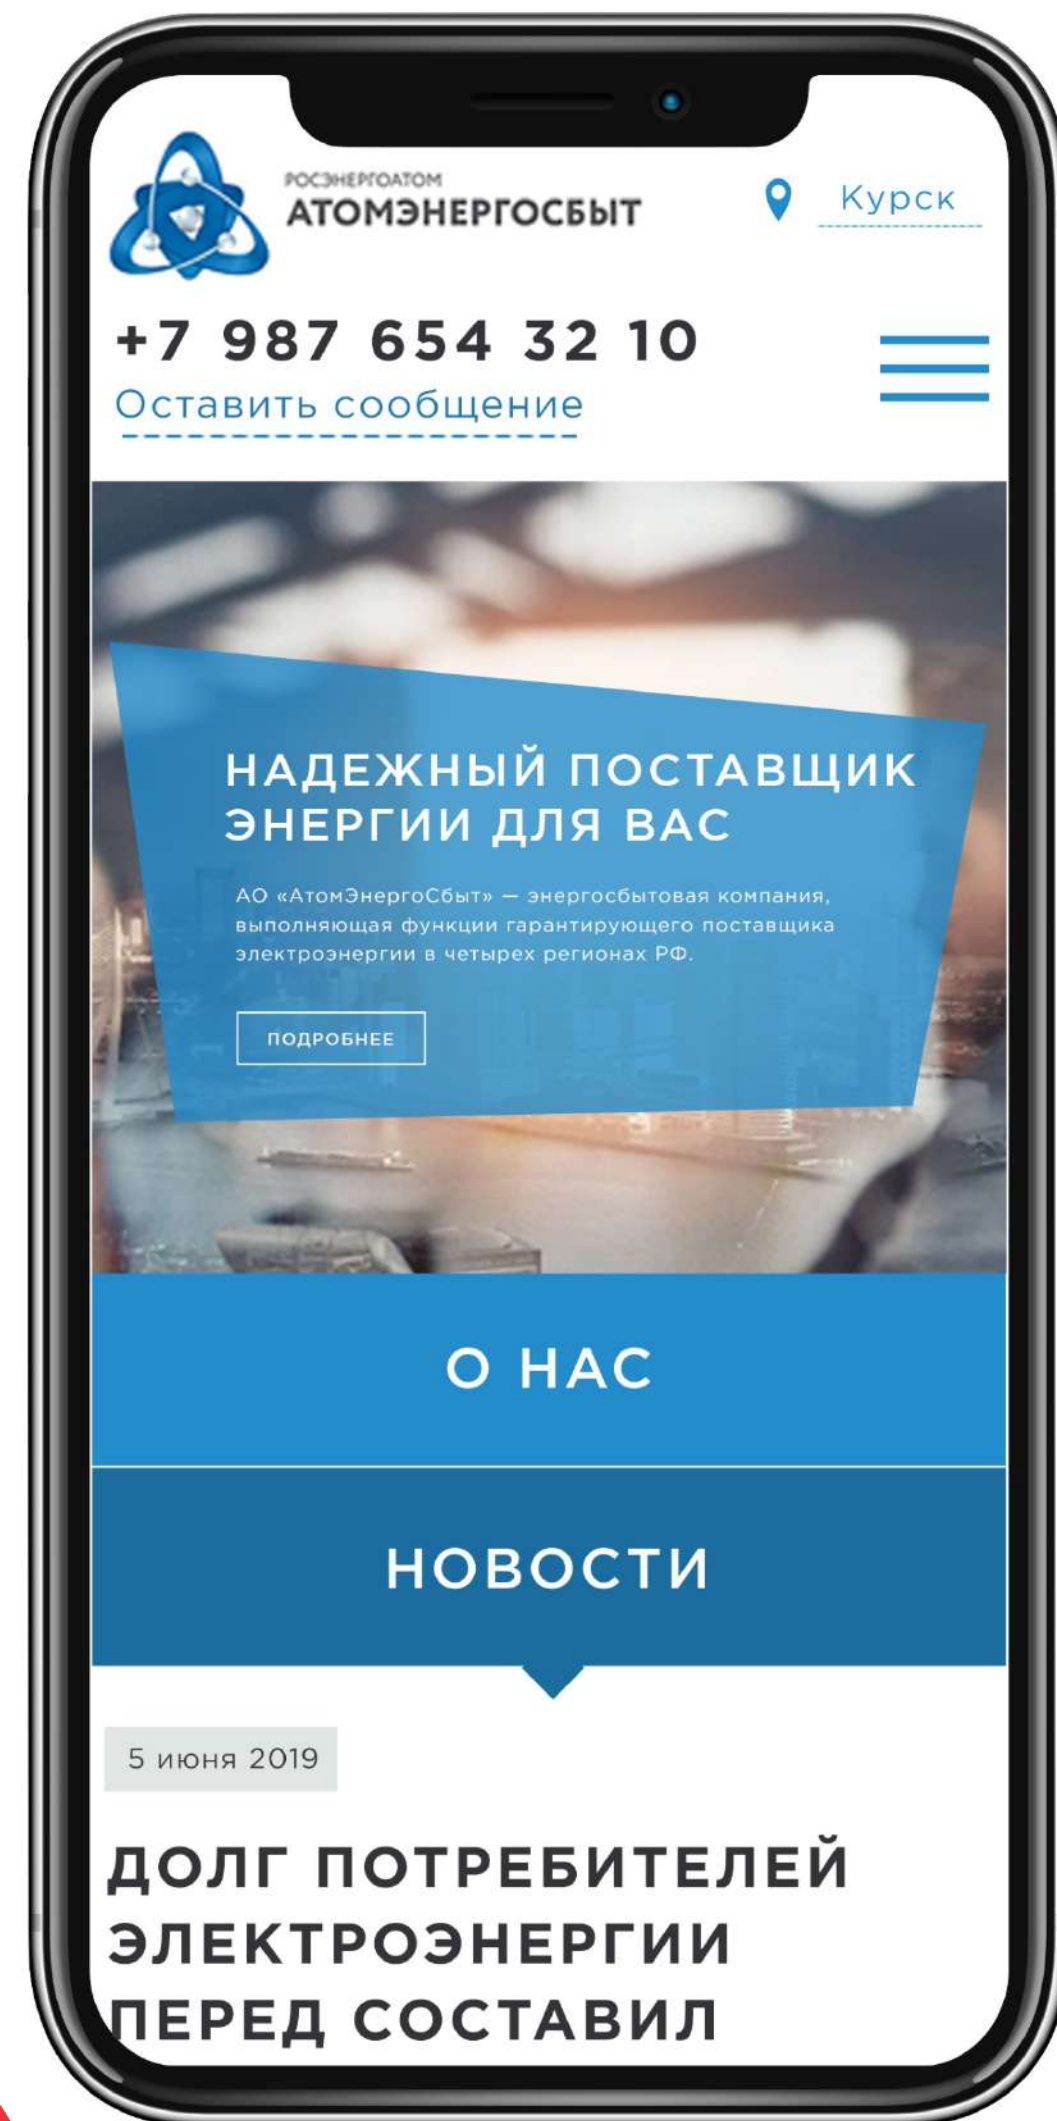 РОСЭНЕРГОАТОМ
АТОМЭНЕРГОСБЫТ
Курск
+7 987 654 32 10
Оставить сообщение
НАДЕЖНЫЙ ПОСТАВЩИК
ЭНЕРГИИ ДЛЯ ВАС
АО «АтомЭнергоСбыт» — энергосбытовая компания,
выполняющая функции гарантирующего поставщика
электроэнергии в четырех регионах РФ.
ПОДРОБНЕЕ
О НАС
НОВОСТИ
5 июня 2019
ДОЛГ ПОТРЕБИТЕЛЕЙ
ЭЛЕКТРОЭНЕРГИИ
ПЕРЕД СОСТАВИЛ